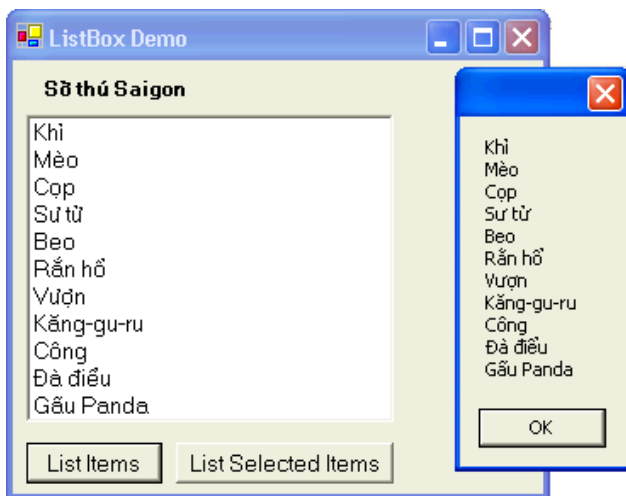 ListBox Demo
Sở thú Saigon
Khỉ
Mèo
Cọp
Sư tử
Beo
Rắn hổ
Vượn
Kăng-gu-ru
Công
Đà điểu
Gấu Panda
List Items
List Selected Items
Khỉ
Mèo
Cọp
Sư tử
Beo
Rắn hổ
Vượn
Kăng-gu-ru
Công
Đà điểu
Gấu Panda
OK